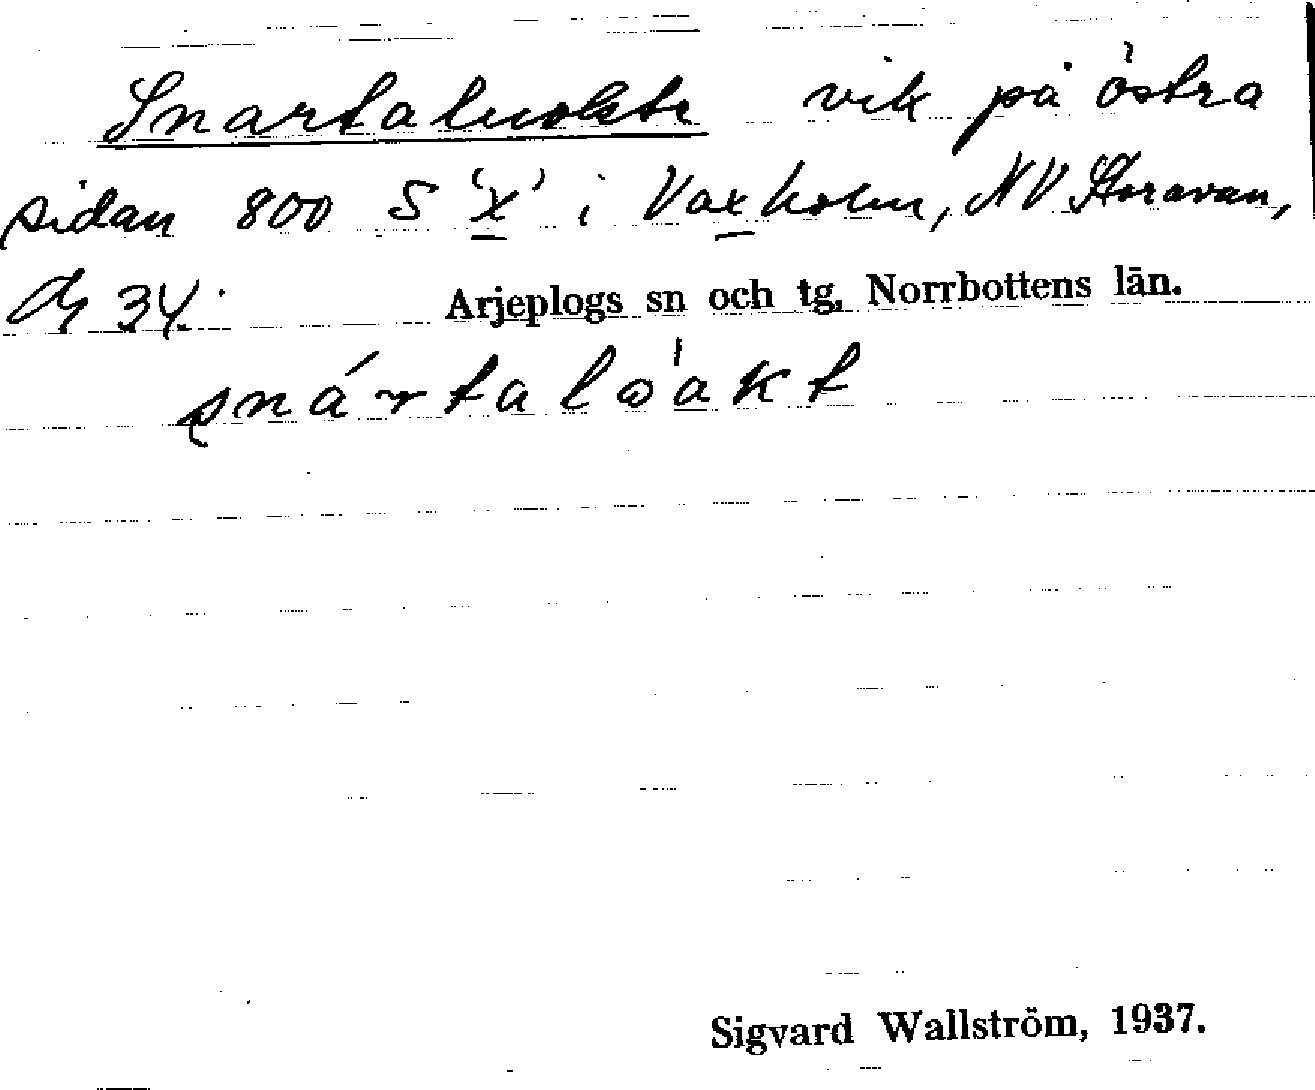 Snartaluokte vik på östra
sidan 800 S 'x' i Vaxholm, NV Storavan,
34.
Arjeplogs sn och tg, Norrbottens län.
snártalωàkt
Sigvard Wallström, 1937.